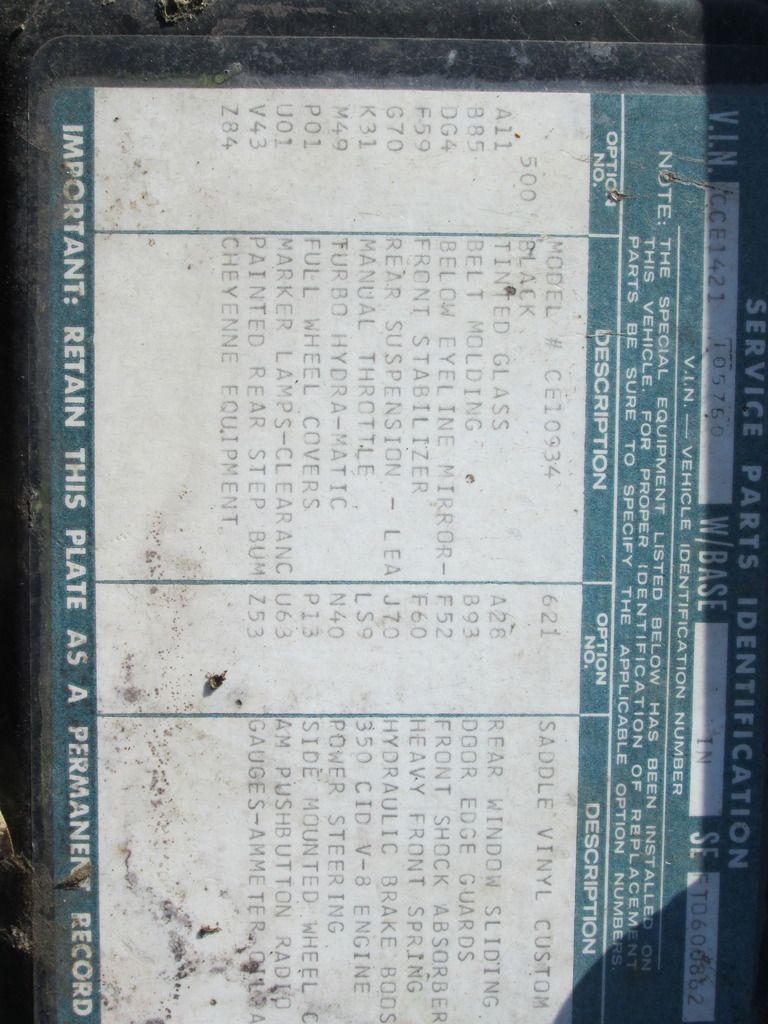 SERVICE PARTS IDENTIFICATION
V.I.N. CCE1421 T05760 W/BASE IN
V.I.N. — VEHICLE IDENTIFICATION NUMBER
NOTE: THE SPECIAL EQUIPMENT LISTED BELOW HAS BEEN INSTALLED ON
THIS VEHICLE. FOR PROPER IDENTIFICATION OF REPLACEMENT
PARTS BE SURE TO SPECIFY THE APPLICABLE OPTION NUMBERS.
OPTION NO. DESCRIPTION OPTION NO. DESCRIPTION
MODEL # CE10934 621 SADDLE VINYL CUSTOM
500 BLACK
A11 TINTED GLASS A28 REAR WINDOW SLIDING
B85 BELT MOLDING B93 DOOR EDGE GUARDS
DG4 BELOW EYELINE MIRROR- F52 FRONT SHOCK ABSORBER
F59 FRONT STABILIZER F60 HEAVY FRONT SPRING
G70 REAR SUSPENSION - LEA J70 HYDRAULIC BRAKE BOOS
K31 MANUAL THROTTLE LS9 350 CID V-8 ENGINE
M49 TURBO HYDRA-MATIC N40 POWER STEERING
P01 FULL WHEEL COVERS P13 SIDE MOUNTED WHEEL C
U01 MARKER LAMPS-CLEARANC U63 AM PUSHBUTTON RADIO
V43 PAINTED REAR STEP BUM Z53 GAUGES-AMMETER
Z84 CHEYENNE EQUIPMENT
IMPORTANT: RETAIN THIS PLATE AS A PERMANENT RECORD